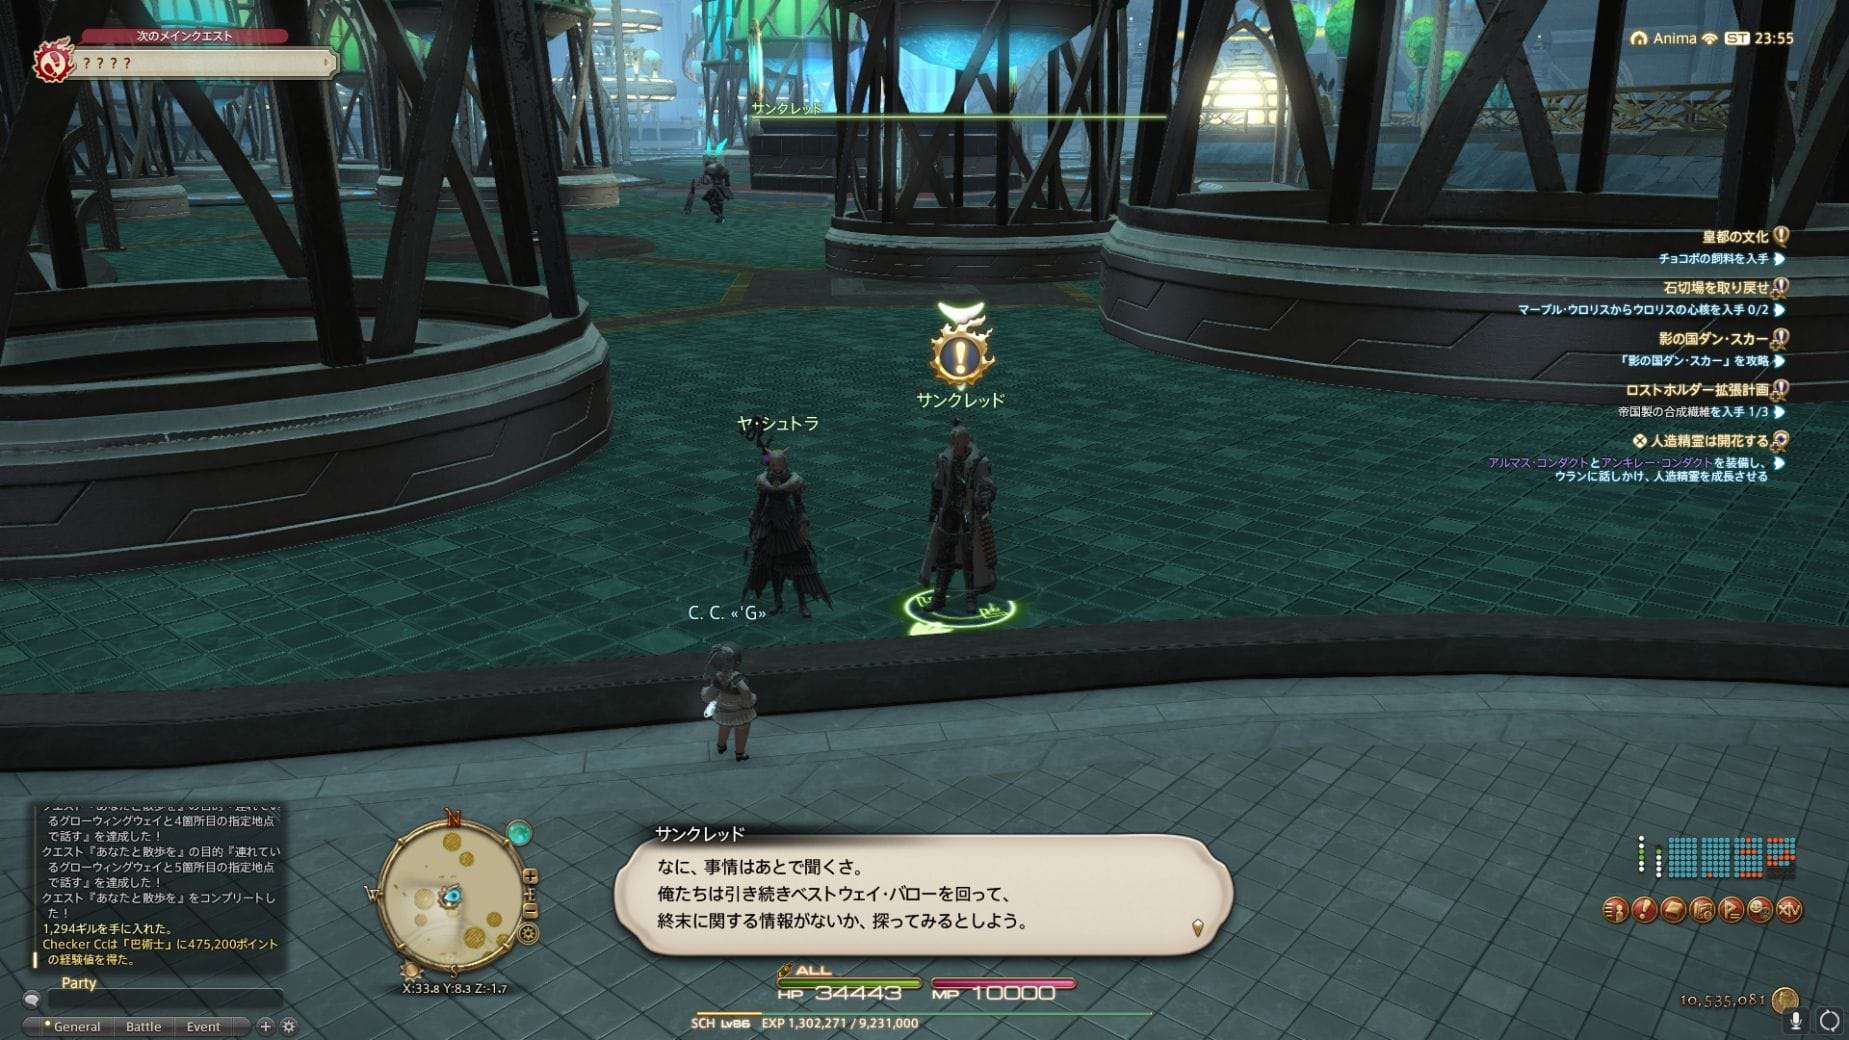 次のメインクエスト
????
Anima ST 23:55
サンクレッド
皇都の文化
チョコボの飼料を入手
石切場を取り戻せ
マーブル・ウロリスからウロリスの心核を入手 0/2
影の国ダン・スカー
「影の国ダン・スカー」を攻略
ロストホルダー拡張計画
帝国製の合成繊維を入手 1/3
人造精霊は開花する
アルマス・コンダクトとアンキレー・コンダクトを装備し、
ウランに話しかけ、人造精霊を成長させる
サンクレッド
ヤ・シュトラ
C. C. «'G»
クエスト『あなたと散歩を』の目的『連れてい
るグローウィングウェイと4箇所目の指定地点
で話す』を達成した！
クエスト『あなたと散歩を』の目的『連れてい
るグローウィングウェイと5箇所目の指定地点
で話す』を達成した！
クエスト『あなたと散歩を』をコンプリートし
た！
1,294ギルを手に入れた。
Checker Ccは「巴術士」に475,200ポイント
の経験値を得た。
Party
General Battle Event
N
W
S
X:33.8 Y:8.3 Z:-1.7
サンクレッド
なに、事情はあとで聞くさ。
俺たちは引き続きベストウェイ・バローを回って、
終末に関する情報がないか、探ってみるとしよう。
ALL
HP 34443 MP 10000
SCH Lv86 EXP 1,302,271 / 9,231,000
XIV
10,535,081